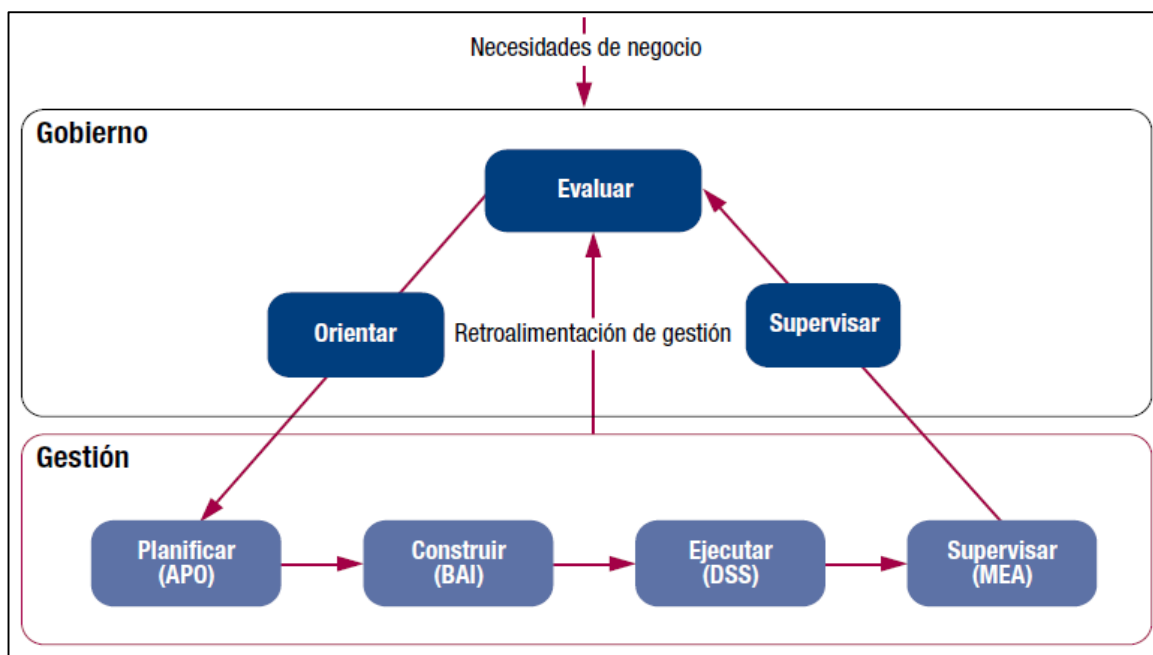 Necesidades de negocio
Gobierno
Evaluar
Orientar
Retroalimentación de gestión
Supervisar
Gestión
Planificar
(APO)
Construir
(BAI)
Ejecutar
(DSS)
Supervisar
(MEA)